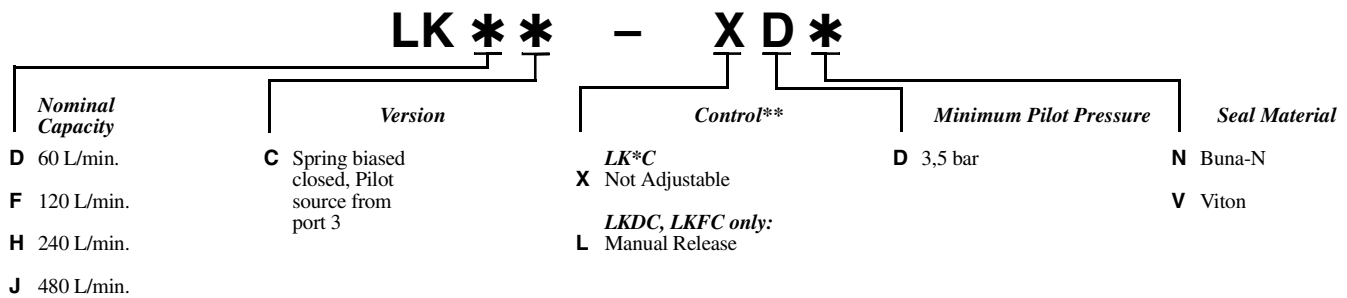 LK ✱ ✱ – X D ✱
Nominal
Capacity
D 60 L/min.
F 120 L/min.
H 240 L/min.
J 480 L/min.
Version
C Spring biased
closed, Pilot
source from
port 3
Control**
LK*C
X Not Adjustable
LKDC, LKFC only:
L Manual Release
Minimum Pilot Pressure
D 3,5 bar
Seal Material
N Buna-N
V Viton